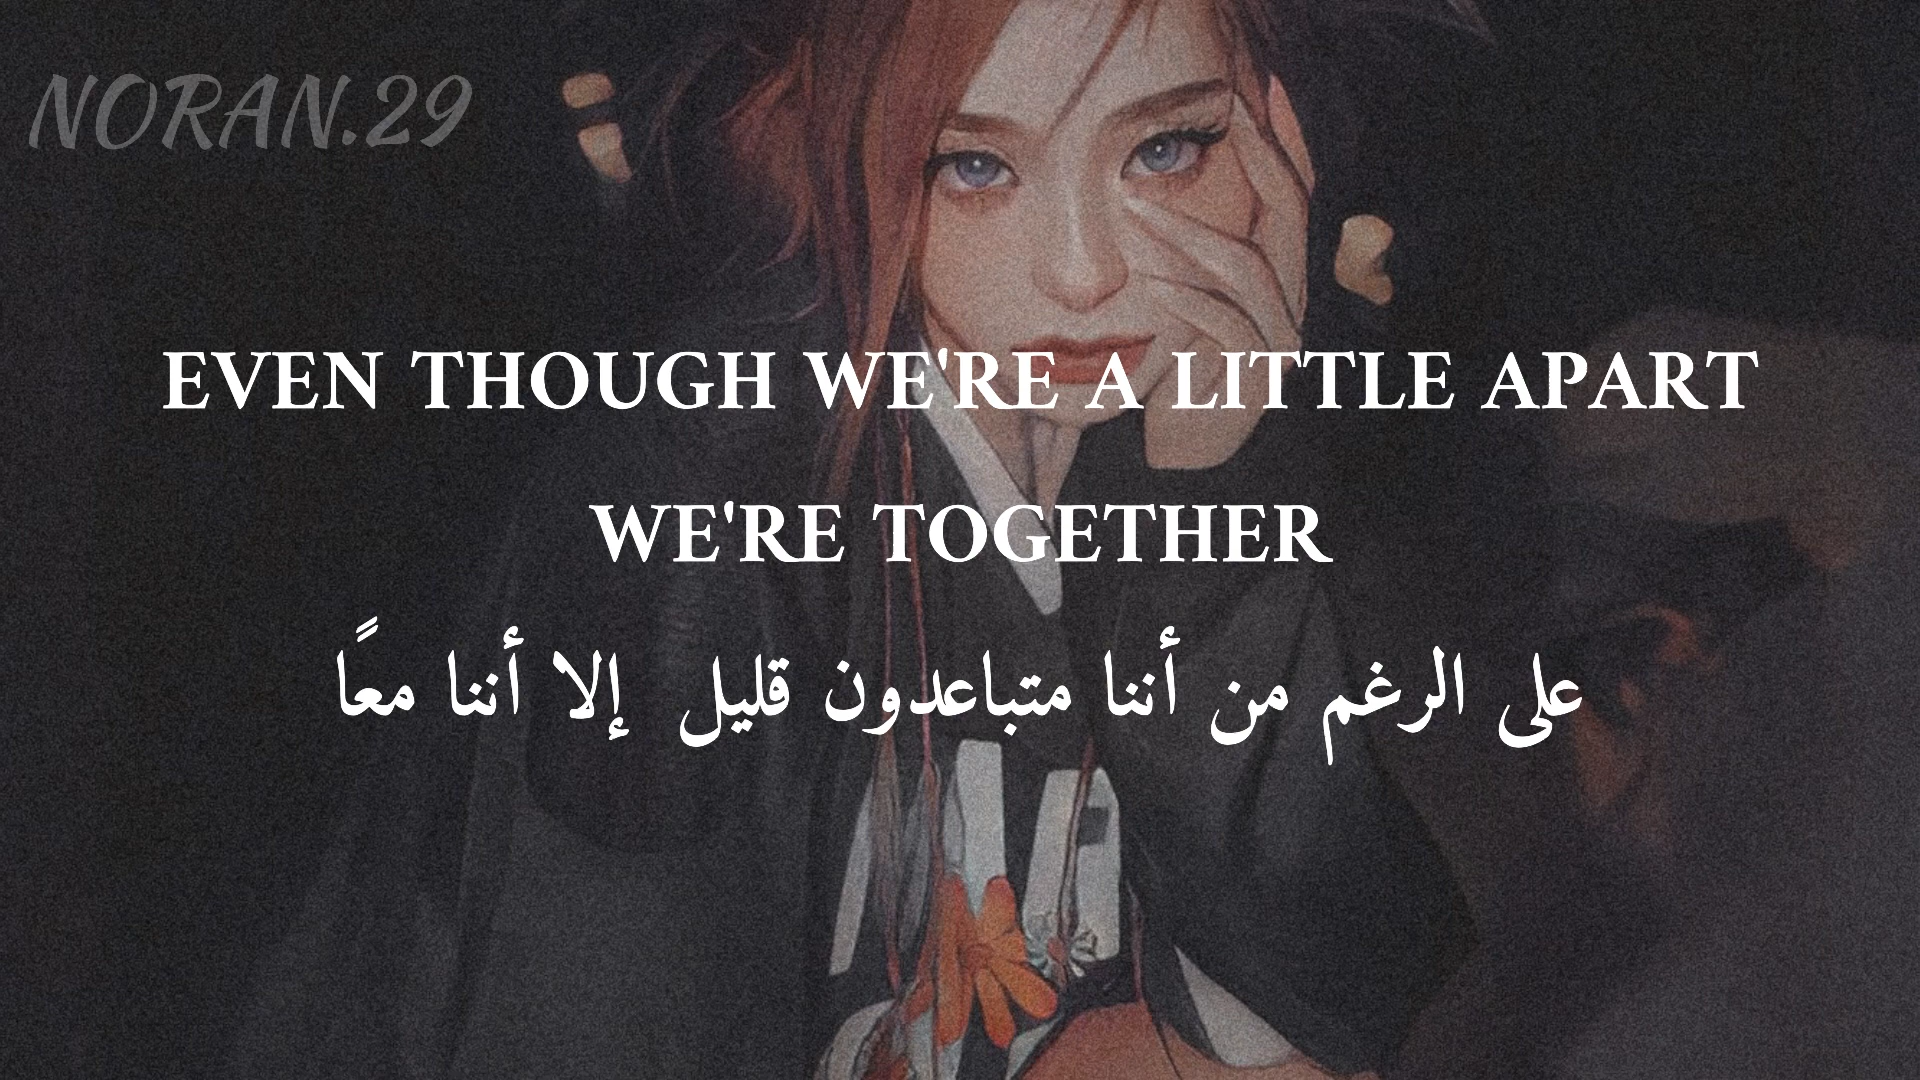 NORAN.29
EVEN THOUGH WE'RE A LITTLE APART
WE'RE TOGETHER
على الرغم من أننا متباعدون قليل إلا أننا معًا